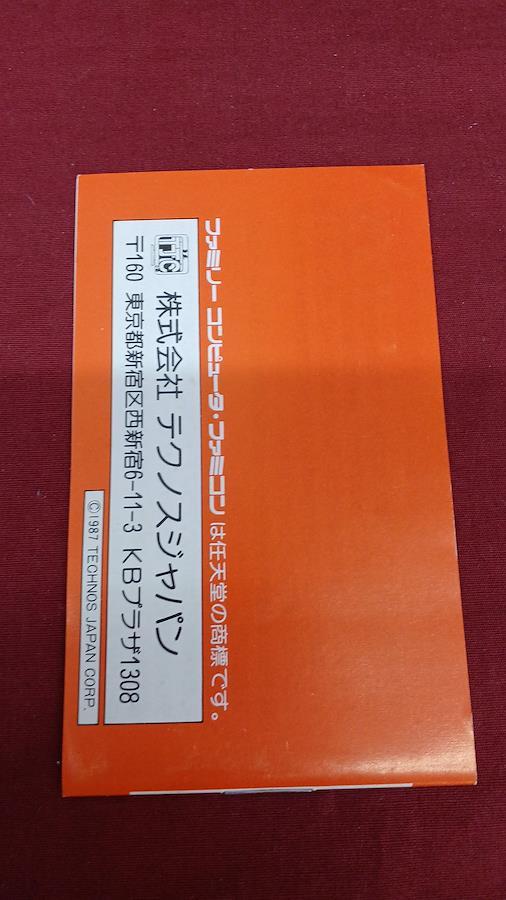 ファミリー コンピュータ・ファミコン は任天堂の商標です。
株式会社 テクノスジャパン
〒160 東京都新宿区西新宿6-11-3 KBプラザ1308
©1987 TECHNOS JAPAN CORP.